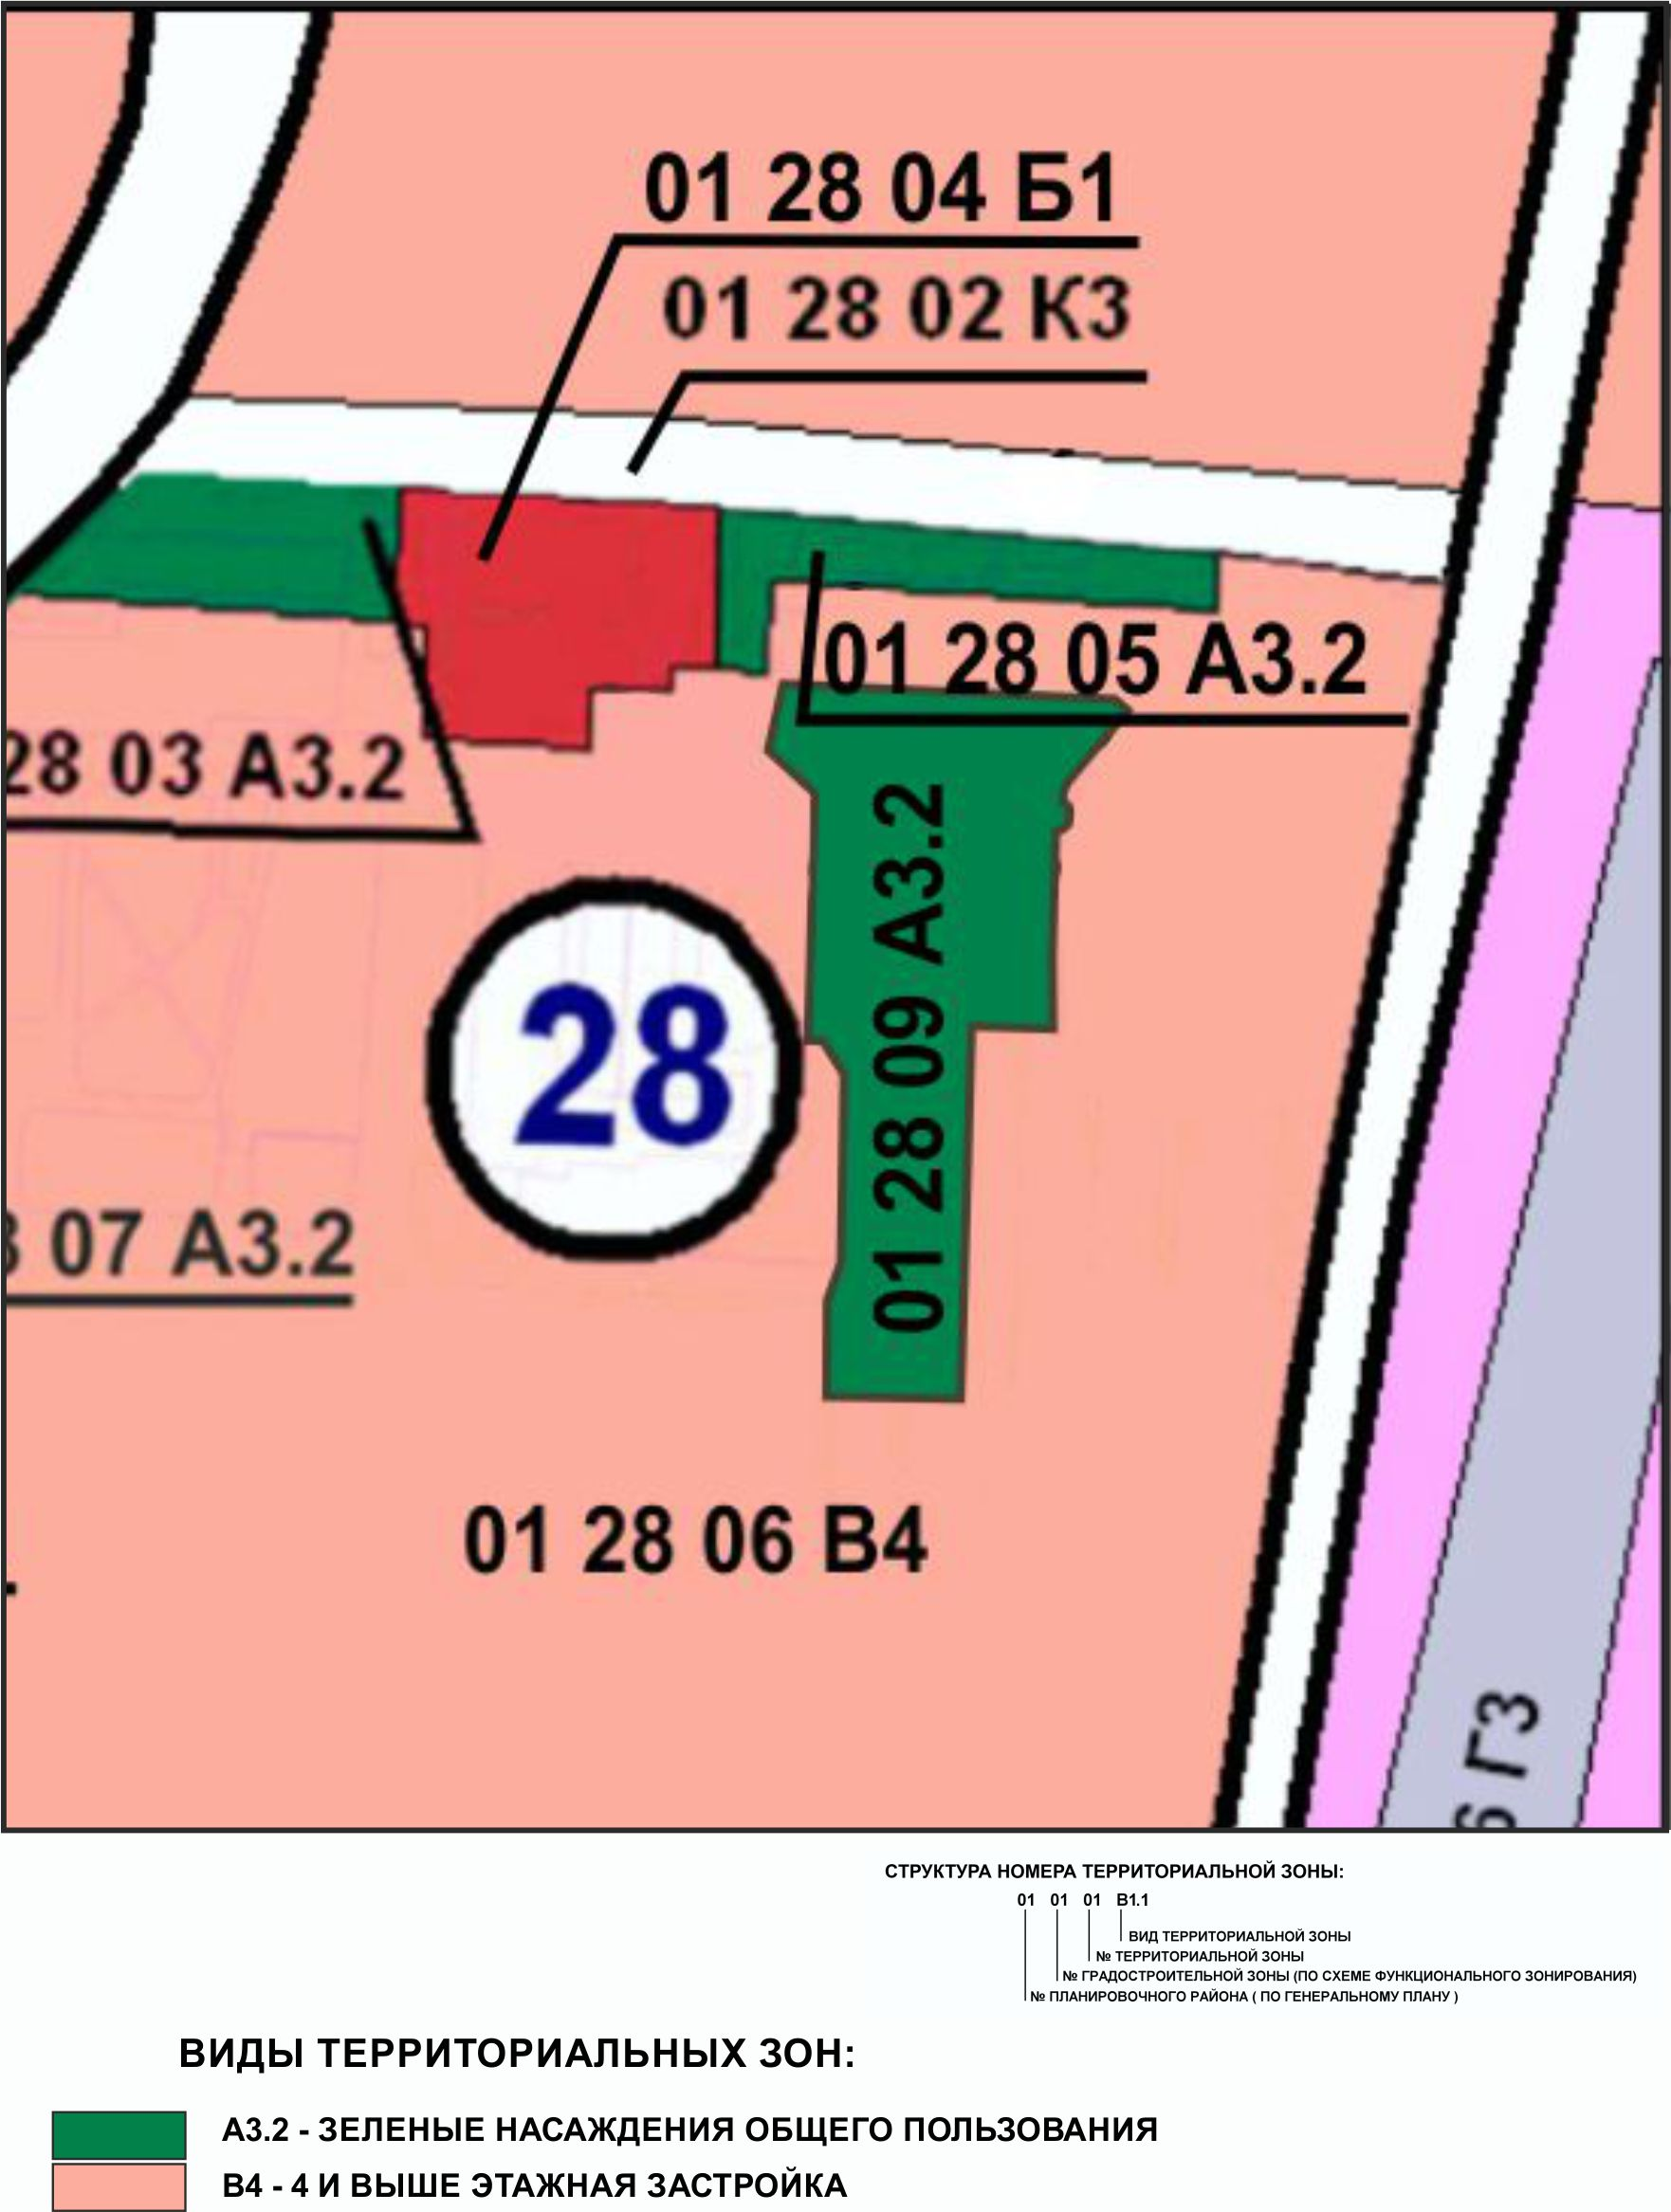 01 28 04 Б1
01 28 02 К3
01 28 05 А3.2
28 03 А3.2
01 28 09 А3.2
28
07 А3.2
01 28 06 В4
6 Г3
СТРУКТУРА НОМЕРА ТЕРРИТОРИАЛЬНОЙ ЗОНЫ:
01 01 01 В1.1
ВИД ТЕРРИТОРИАЛЬНОЙ ЗОНЫ
№ ТЕРРИТОРИАЛЬНОЙ ЗОНЫ
№ ГРАДОСТРОИТЕЛЬНОЙ ЗОНЫ (ПО СХЕМЕ ФУНКЦИОНАЛЬНОГО ЗОНИРОВАНИЯ)
№ ПЛАНИРОВОЧНОГО РАЙОНА ( ПО ГЕНЕРАЛЬНОМУ ПЛАНУ )
ВИДЫ ТЕРРИТОРИАЛЬНЫХ ЗОН:
А3.2 - ЗЕЛЕНЫЕ НАСАЖДЕНИЯ ОБЩЕГО ПОЛЬЗОВАНИЯ
В4 - 4 И ВЫШЕ ЭТАЖНАЯ ЗАСТРОЙКА